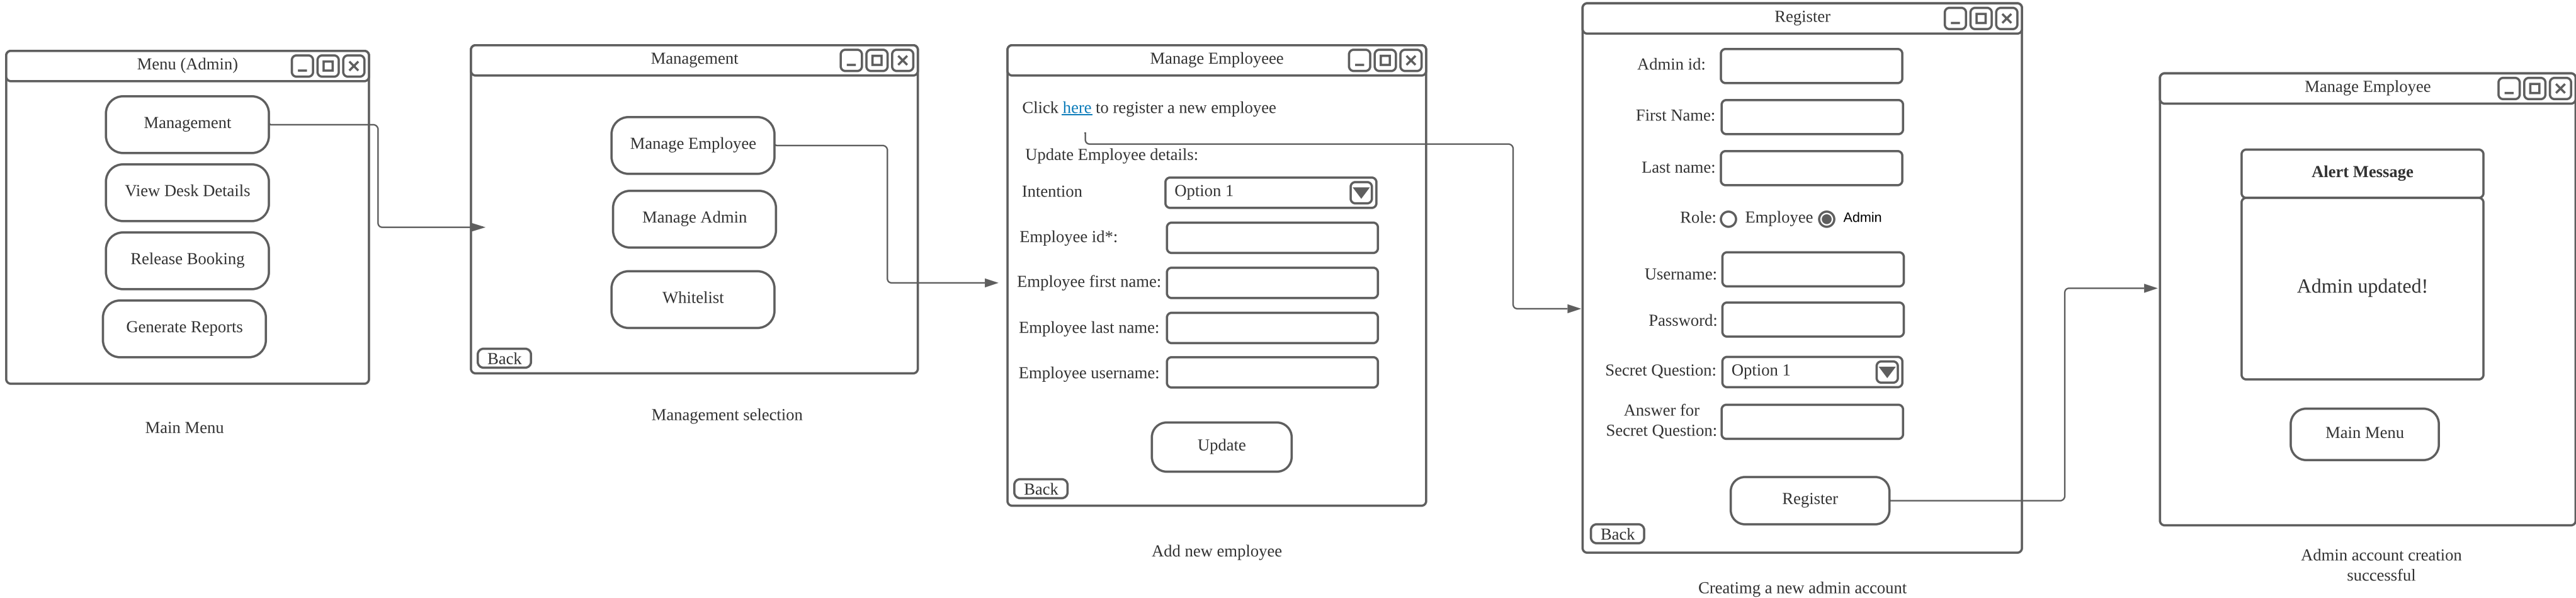 Menu (Admin)
Management
View Desk Details
Release Booking
Generate Reports
Main Menu
Management
Manage Employee
Manage Admin
Whitelist
Back
Management selection
Manage Employeee
Click here to register a new employee
Update Employee details:
Intention
Option 1
Employee id*:
Employee first name:
Employee last name:
Employee username:
Update
Back
Add new employee
Register
Admin id:
First Name:
Last name:
Role: Employee Admin
Username:
Password:
Secret Question: Option 1
Answer for
Secret Question:
Register
Back
Creatimg a new admin account
Manage Employee
Alert Message
Admin updated!
Main Menu
Admin account creation
successful